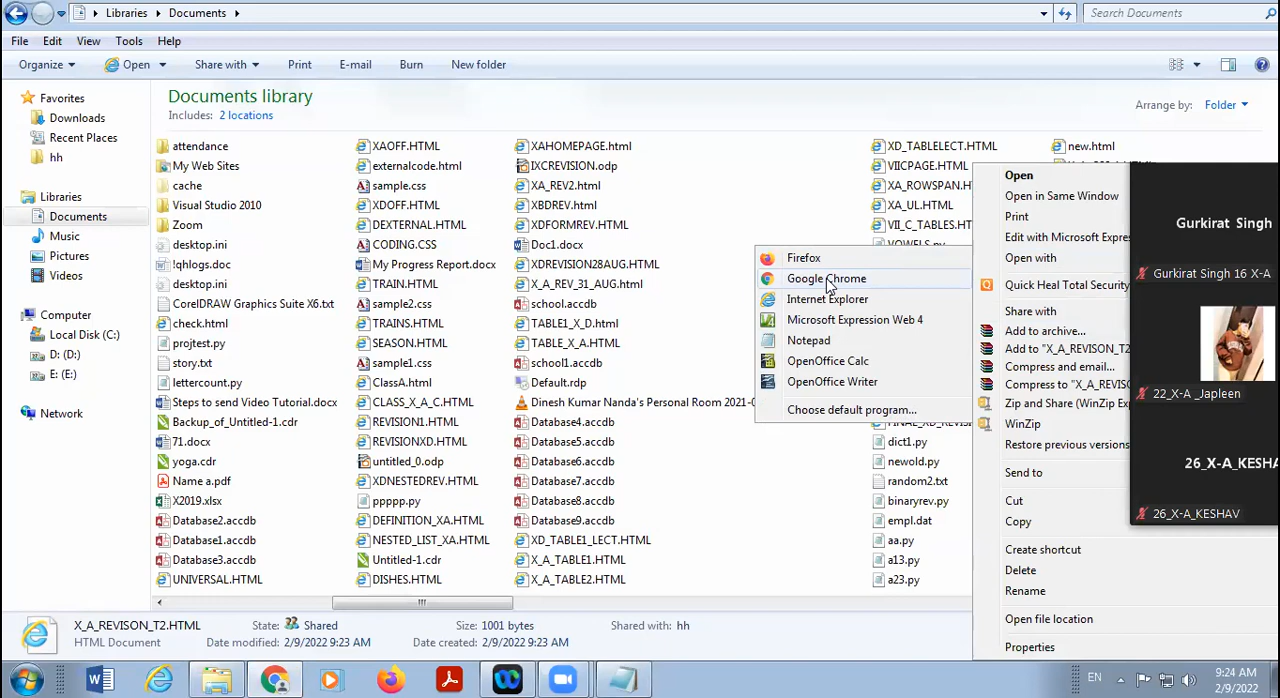 Libraries
Documents
Search Documents
File
Edit
View
Tools
Help
Organize
Open
Share with
Print
E-mail
Burn
New folder
Favorites
Downloads
Recent Places
hh
Libraries
Documents
Music
Pictures
Videos
Computer
Local Disk (C:)
D: (D:)
E: (E:)
Network
Documents library
Includes: 2 locations
Arrange by: Folder
attendance
My Web Sites
cache
Visual Studio 2010
Zoom
desktop.ini
!qhlogs.doc
desktop.ini
CorelDRAW Graphics Suite X6.txt
check.html
projtest.py
story.txt
lettercount.py
Steps to send Video Tutorial.docx
Backup_of_Untitled-1.cdr
71.docx
yoga.cdr
Name a.pdf
X2019.xlsx
Database2.accdb
Database1.accdb
Database3.accdb
UNIVERSAL.HTML
XAOFF.HTML
externalcode.html
sample.css
XDOFF.HTML
DEXTERNAL.HTML
CODING.CSS
My Progress Report.docx
TRAIN.HTML
sample2.css
TRAINS.HTML
SEASON.HTML
sample1.css
ClassA.html
CLASS_X_A_C.HTML
REVISION1.HTML
REVISIONXD.HTML
untitled_0.odp
XDNESTEDREV.HTML
ppppp.py
DEFINITION_XA.HTML
NESTED_LIST_XA.HTML
Untitled-1.cdr
DISHES.HTML
XAHOMEPAGE.html
IXCREVISION.odp
XA_REV2.html
XBDREV.html
XDFORMREV.HTML
Doc1.docx
XDREVISION28AUG.HTML
X_A_REV_31_AUG.html
school.accdb
TABLE1_X_D.html
TABLE_X_A.HTML
school1.accdb
Default.rdp
Dinesh Kumar Nanda's Personal Room 2021-0
Database4.accdb
Database5.accdb
Database6.accdb
Database7.accdb
Database8.accdb
Database9.accdb
XD_TABLE1_LECT.HTML
X_A_TABLE1.HTML
X_A_TABLE2.HTML
XD_TABLELECT.HTML
VIICPAGE.HTML
XA_ROWSPAN.H
XA_UL.HTML
VII_C_TABLES.HT
VOWELS.py
dict1.py
newold.py
random2.txt
binaryrev.py
empl.dat
aa.py
a13.py
a23.py
new.html
Firefox
Google Chrome
Internet Explorer
Microsoft Expression Web 4
Notepad
OpenOffice Calc
OpenOffice Writer
Choose default program...
Open
Open in Same Window
Print
Edit with Microsoft Expres
Open with
Quick Heal Total Security
Share with
Add to archive...
Add to "X_A_REVISON_T2
Compress and email...
Compress to "X_A_REVISO
Zip and Share (WinZip Exp
WinZip
Restore previous versions
Send to
Cut
Copy
Create shortcut
Delete
Rename
Open file location
Properties
Gurkirat Singh
Gurkirat Singh 16 X-A
22_X-A _Japleen
26_X-A_KESHA
26_X-A_KESHAV
X_A_REVISON_T2.HTML
HTML Document
State: Shared
Date modified: 2/9/2022 9:23 AM
Size: 1001 bytes
Date created: 2/9/2022 9:23 AM
Shared with: hh
EN
9:24 AM
2/9/2022